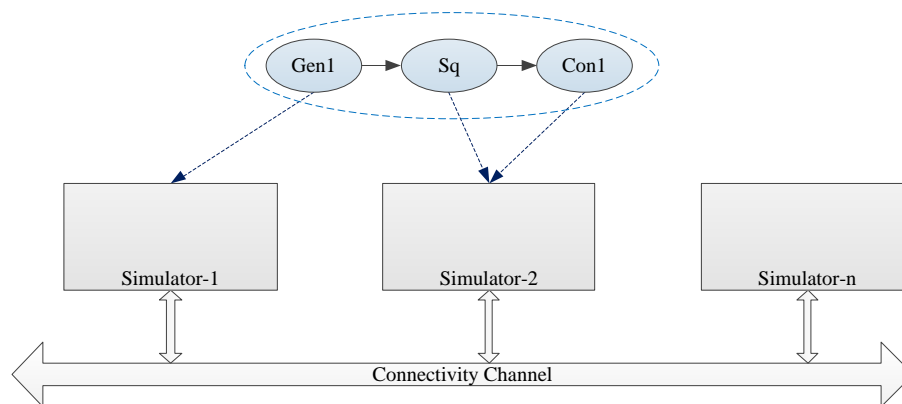 Gen1 Sq Con1
Simulator-1 Simulator-2 Simulator-n
Connectivity Channel